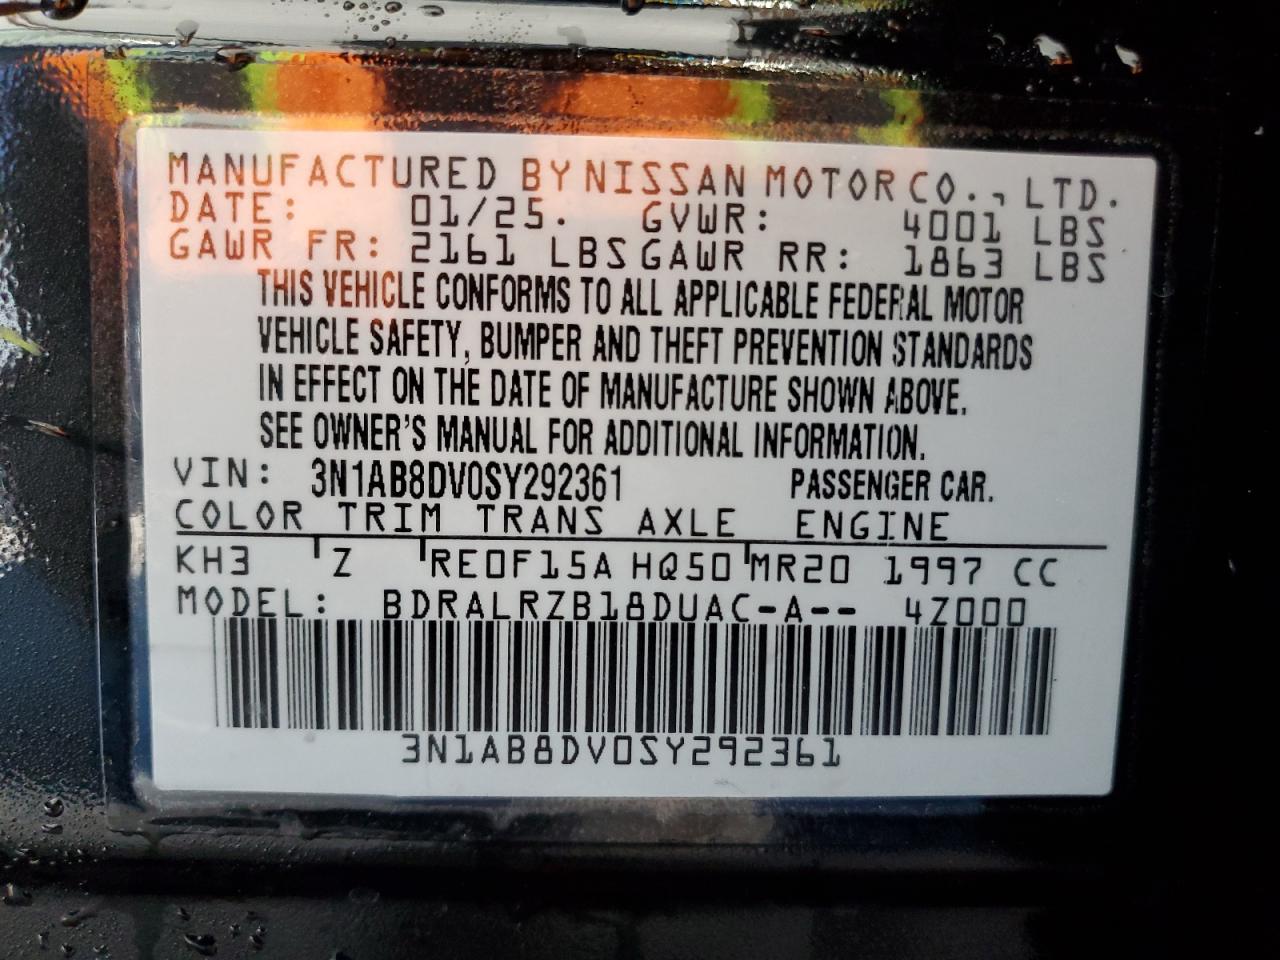 MANUFACTURED BY NISSAN MOTOR CO., LTD.
DATE: 01/25. GVWR: 4001 LBS
GAWR FR: 2161 LBS GAWR RR: 1863 LBS
THIS VEHICLE CONFORMS TO ALL APPLICABLE FEDERAL MOTOR
VEHICLE SAFETY, BUMPER AND THEFT PREVENTION STANDARDS
IN EFFECT ON THE DATE OF MANUFACTURE SHOWN ABOVE.
SEE OWNER'S MANUAL FOR ADDITIONAL INFORMATION.
VIN: 3N1AB8DV0SY292361 PASSENGER CAR.
COLOR TRIM TRANS AXLE ENGINE
KH3 Z RE0F15A HQ50 MR20 1997 CC
MODEL: BDRALRZB18DUAC-A-- 4Z000
3N1AB8DV0SY292361